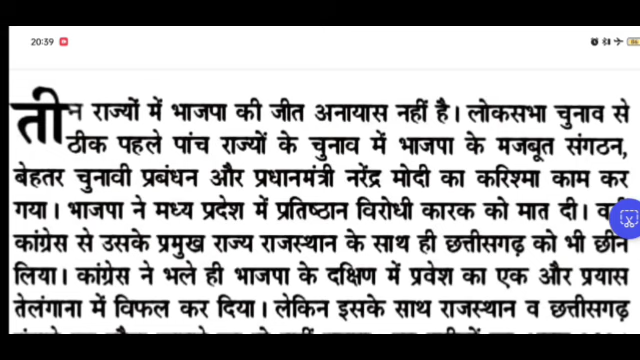 20:39
तीन राज्यों में भाजपा की जीत अनायास नहीं है। लोकसभा चुनाव से
ठीक पहले पांच राज्यों के चुनाव में भाजपा के मजबूत संगठन,
बेहतर चुनावी प्रबंधन और प्रधानमंत्री नरेंद्र मोदी का करिश्मा काम कर
गया। भाजपा ने मध्य प्रदेश में प्रतिष्ठान विरोधी कारक को मात दी।
कांग्रेस से उसके प्रमुख राज्य राजस्थान के साथ ही छत्तीसगढ़ को भी छीन
लिया। कांग्रेस ने भले ही भाजपा के दक्षिण में प्रवेश का एक और प्रयास
तेलंगाना में विफल कर दिया। लेकिन इसके साथ राजस्थान व छत्तीसगढ़